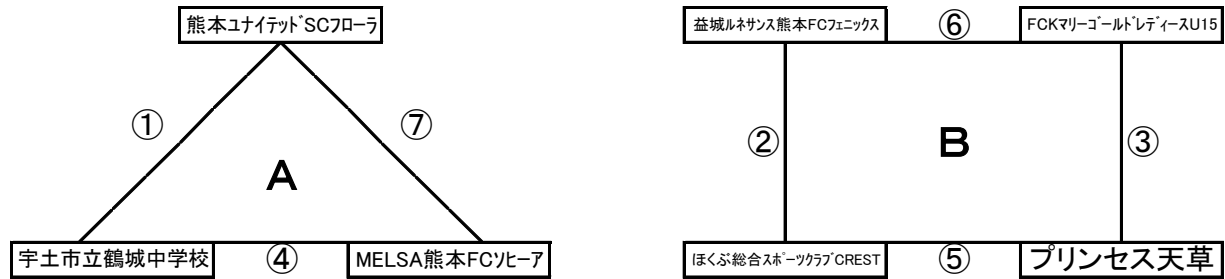 熊本ユナイテッドSCフローラ
①
⑦
A
宇土市立鶴城中学校
④
MELSA熊本FCソヒーア
益城ルネサンス熊本FCフェニックス
⑥
FCKマリーゴールドレディースU15
②
B
③
ほくぶ総合スポーツクラブCREST
⑤
プリンセス天草